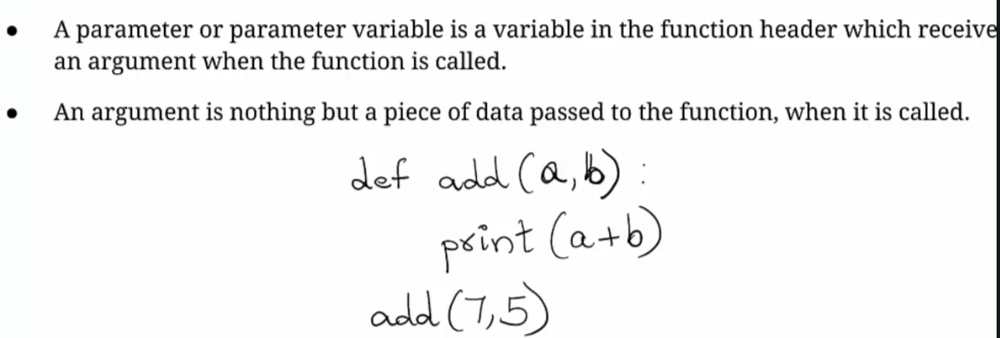 • A parameter or parameter variable is a variable in the function header which receive
an argument when the function is called.
• An argument is nothing but a piece of data passed to the function, when it is called.
def add (a,b) :
print (a+b)
add (7,5)